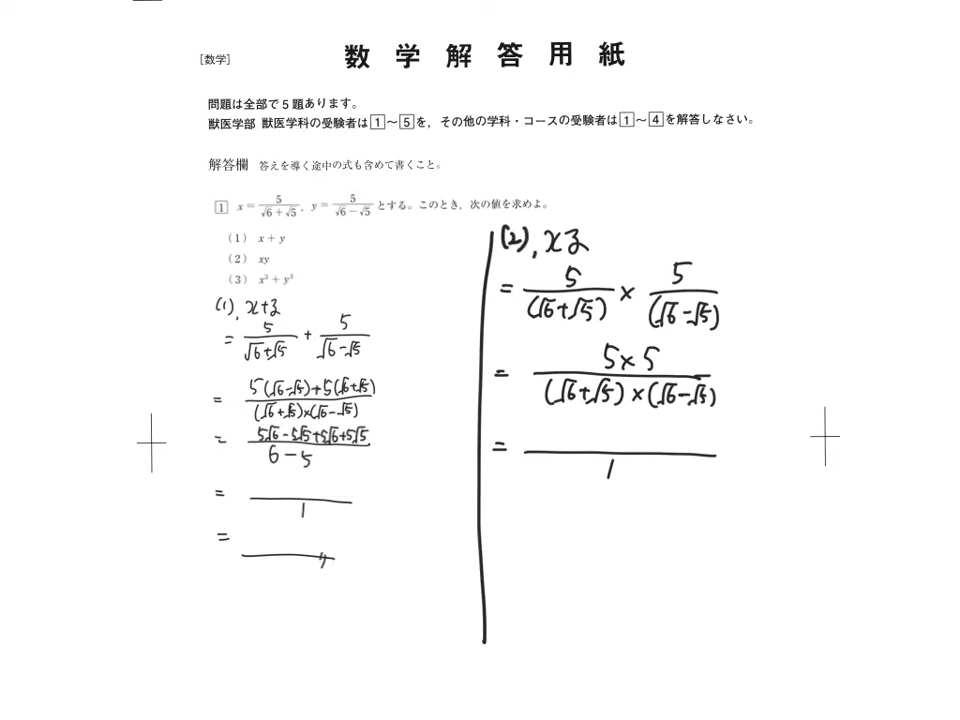 [数学]
数学解答用紙
問題は全部で5題あります。
獣医学部 獣医学科の受験者は1～5を，その他の学科・コースの受験者は1～4を解答しなさい。
解答欄 答えを導く途中の式も含めて書くこと。
1 x = 5/(√6+√5)，y = 5/(√6−√5) とする。このとき，次の値を求めよ。
(1) x + y
(2) xy
(3) x³ + y³
(1), x+y
= 5/(√6+√5) + 5/(√6−√5)
= (5(√6−√5)+5(√6+√5))/((√6+√5)×(√6−√5))
= (5√6−5√5+5√6+5√5)/(6−5)
= /1
=
(2), xy
= 5/(√6+√5) × 5/(√6−√5)
= (5×5)/((√6+√5)×(√6−√5))
= /1